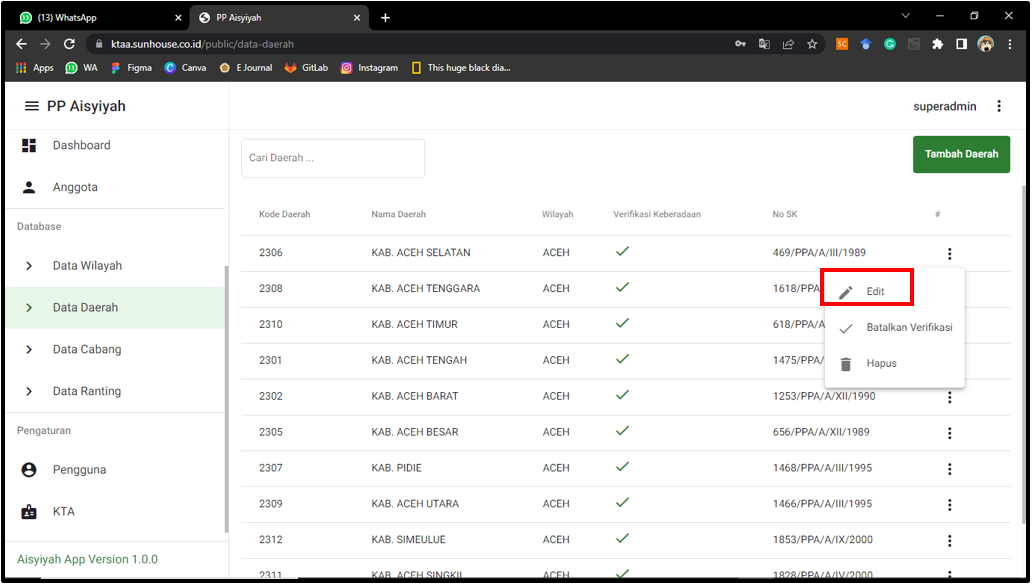 (13) WhatsApp
PP Aisyiyah
ktaa.sunhouse.co.id/public/data-daerah
SC
Apps
WA
Figma
Canva
E Journal
GitLab
Instagram
This huge black dia...
PP Aisyiyah
superadmin
Dashboard
Anggota
Database
Data Wilayah
Data Daerah
Data Cabang
Data Ranting
Pengaturan
Pengguna
KTA
Aisyiyah App Version 1.0.0
Cari Daerah ...
Tambah Daerah
Kode Daerah Nama Daerah Wilayah Verifikasi Keberadaan No SK #
2306 KAB. ACEH SELATAN ACEH 469/PPA/A/III/1989
2308 KAB. ACEH TENGGARA ACEH 1618/PPA
2310 KAB. ACEH TIMUR ACEH 618/PPA/A
2301 KAB. ACEH TENGAH ACEH 1475/PPA/
2302 KAB. ACEH BARAT ACEH 1253/PPA/A/XII/1990
2305 KAB. ACEH BESAR ACEH 656/PPA/A/XII/1989
2307 KAB. PIDIE ACEH 1468/PPA/A/III/1995
2309 KAB. ACEH UTARA ACEH 1466/PPA/A/III/1995
2312 KAB. SIMEULUE ACEH 1853/PPA/A/IX/2000
2311 KAB. ACEH SINGKIL ACEH 1828/PPA/A/IV/2000
Edit
Batalkan Verifikasi
Hapus